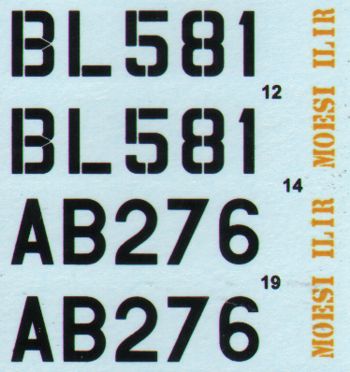 BL581
12
BL581
14
AB276
19
AB276
MOESI ILIR
MOESI ILIR